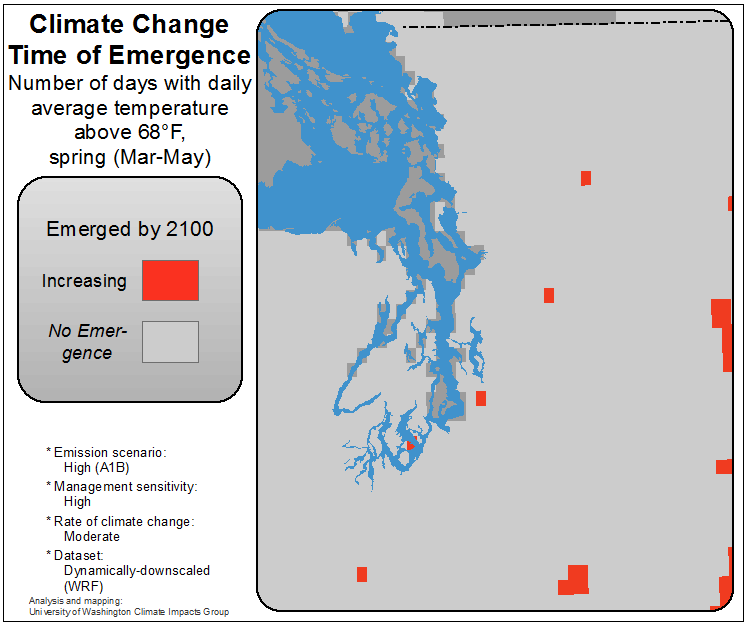 Climate Change
Time of Emergence
Number of days with daily
average temperature
above 68°F,
spring (Mar-May)
Emerged by 2100
Increasing
No Emer-
gence
* Emission scenario:
High (A1B)
* Management sensitivity:
High
* Rate of climate change:
Moderate
* Dataset:
Dynamically-downscaled
(WRF)
Analysis and mapping:
University of Washington Climate Impacts Group